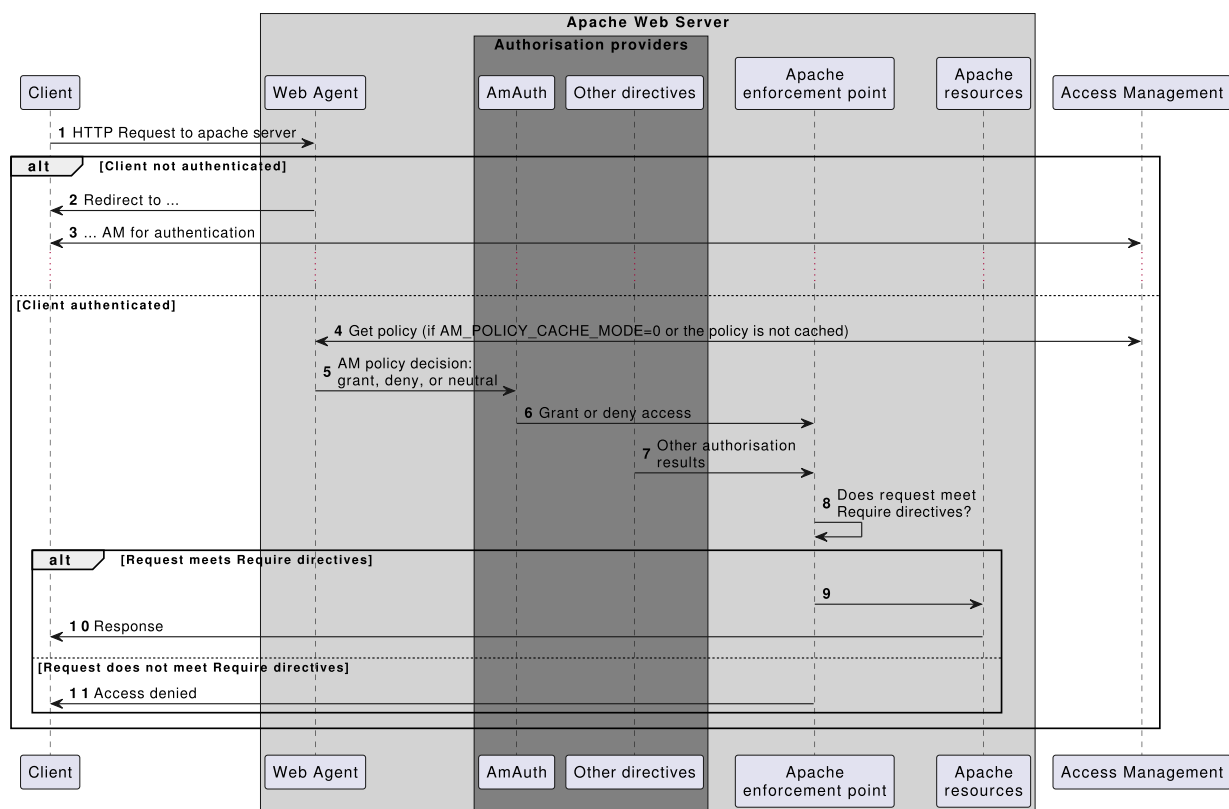 Apache Web Server
Authorisation providers
Client
Web Agent
AmAuth
Other directives
Apache
enforcement point
Apache
resources
Access Management
1 HTTP Request to apache server
alt [Client not authenticated]
2 Redirect to ...
3 ... AM for authentication
[Client authenticated]
4 Get policy (if AM_POLICY_CACHE_MODE=0 or the policy is not cached)
5 AM policy decision:
grant, deny, or neutral
6 Grant or deny access
7 Other authorisation
results
8 Does request meet
Require directives?
alt [Request meets Require directives]
9
10 Response
[Request does not meet Require directives]
11 Access denied
Client
Web Agent
AmAuth
Other directives
Apache
enforcement point
Apache
resources
Access Management